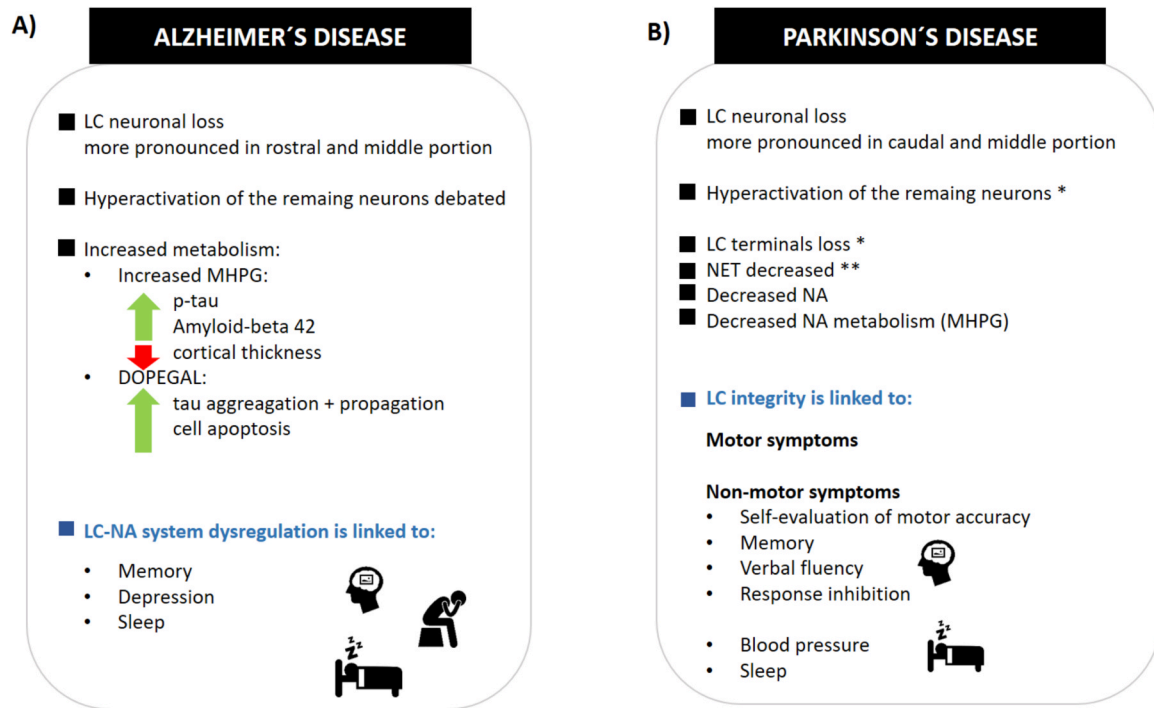 A)
ALZHEIMER´S DISEASE
LC neuronal loss
more pronounced in rostral and middle portion
Hyperactivation of the remaing neurons debated
Increased metabolism:
• Increased MHPG:
p-tau
Amyloid-beta 42
cortical thickness
• DOPEGAL:
tau aggreagation + propagation
cell apoptosis
LC-NA system dysregulation is linked to:
• Memory
• Depression
• Sleep
z z z
B)
PARKINSON´S DISEASE
LC neuronal loss
more pronounced in caudal and middle portion
Hyperactivation of the remaing neurons *
LC terminals loss *
NET decreased **
Decreased NA
Decreased NA metabolism (MHPG)
LC integrity is linked to:
Motor symptoms
Non-motor symptoms
• Self-evaluation of motor accuracy
• Memory
• Verbal fluency
• Response inhibition
• Blood pressure
• Sleep
z z z